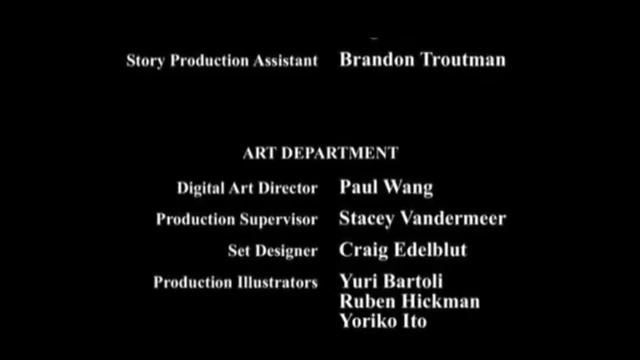 Story Production Assistant Brandon Troutman
ART DEPARTMENT
Digital Art Director Paul Wang
Production Supervisor Stacey Vandermeer
Set Designer Craig Edelblut
Production Illustrators Yuri Bartoli
Ruben Hickman
Yoriko Ito